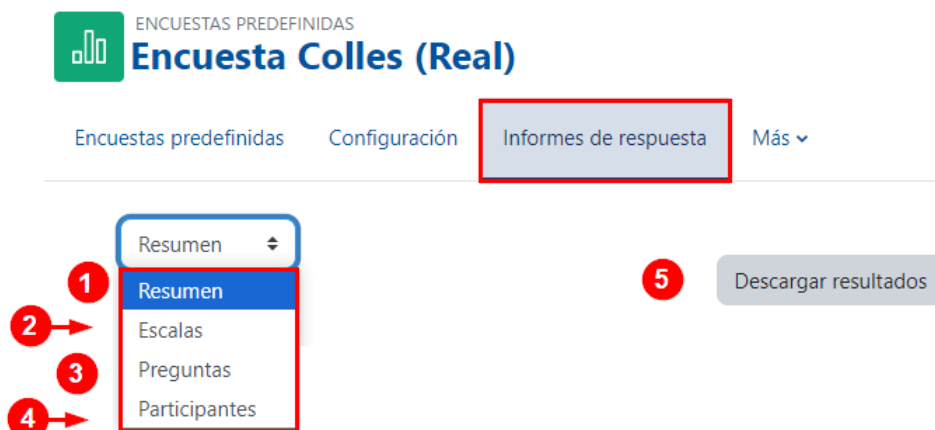 ENCUESTAS PREDEFINIDAS
Encuesta Colles (Real)
Encuestas predefinidas Configuración Informes de respuesta Más
Resumen
1 Resumen
5 Descargar resultados
2 Escalas
3 Preguntas
4 Participantes